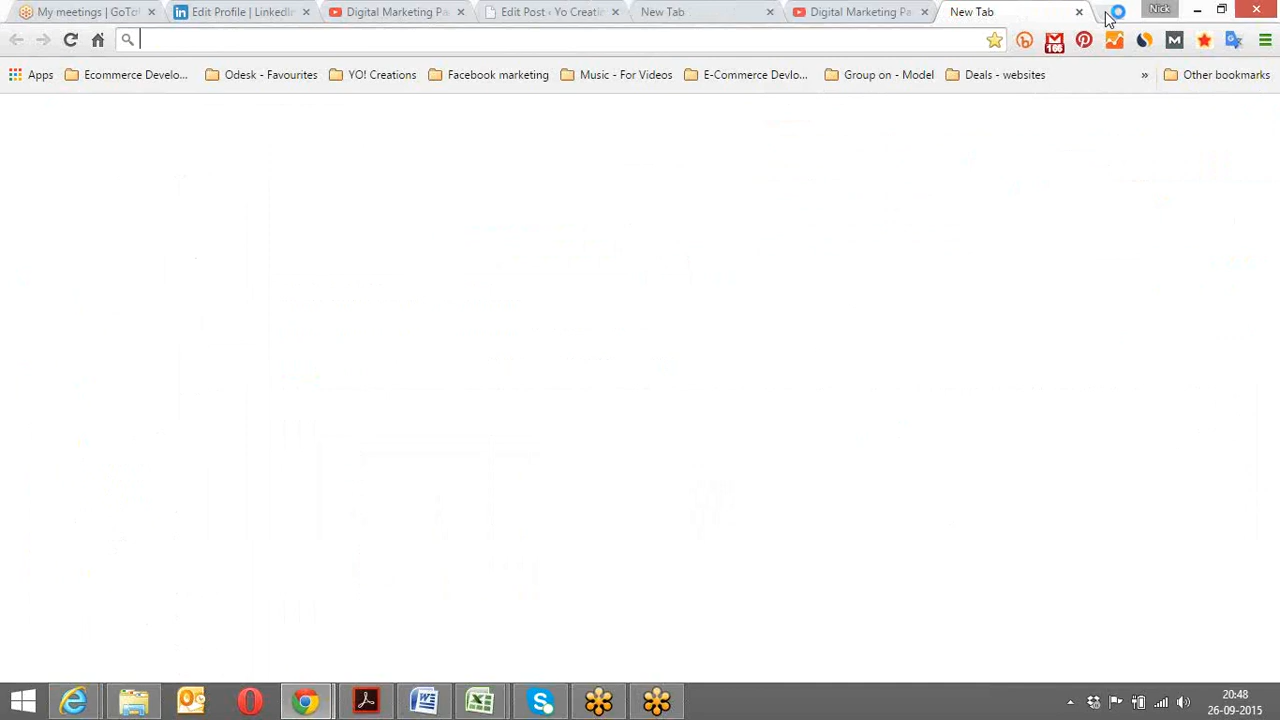 My meetings | GoTo Edit Profile | LinkedIn Digital Marketing Pa Edit Post ‹ Yo Creatin New Tab Digital Marketing Pa New Tab Nick
166
Apps Ecommerce Develo... Odesk - Favourites YO! Creations Facebook marketing Music - For Videos E-Commerce Devlo... Group on - Model Deals - websites » Other bookmarks
20:48
26-09-2015